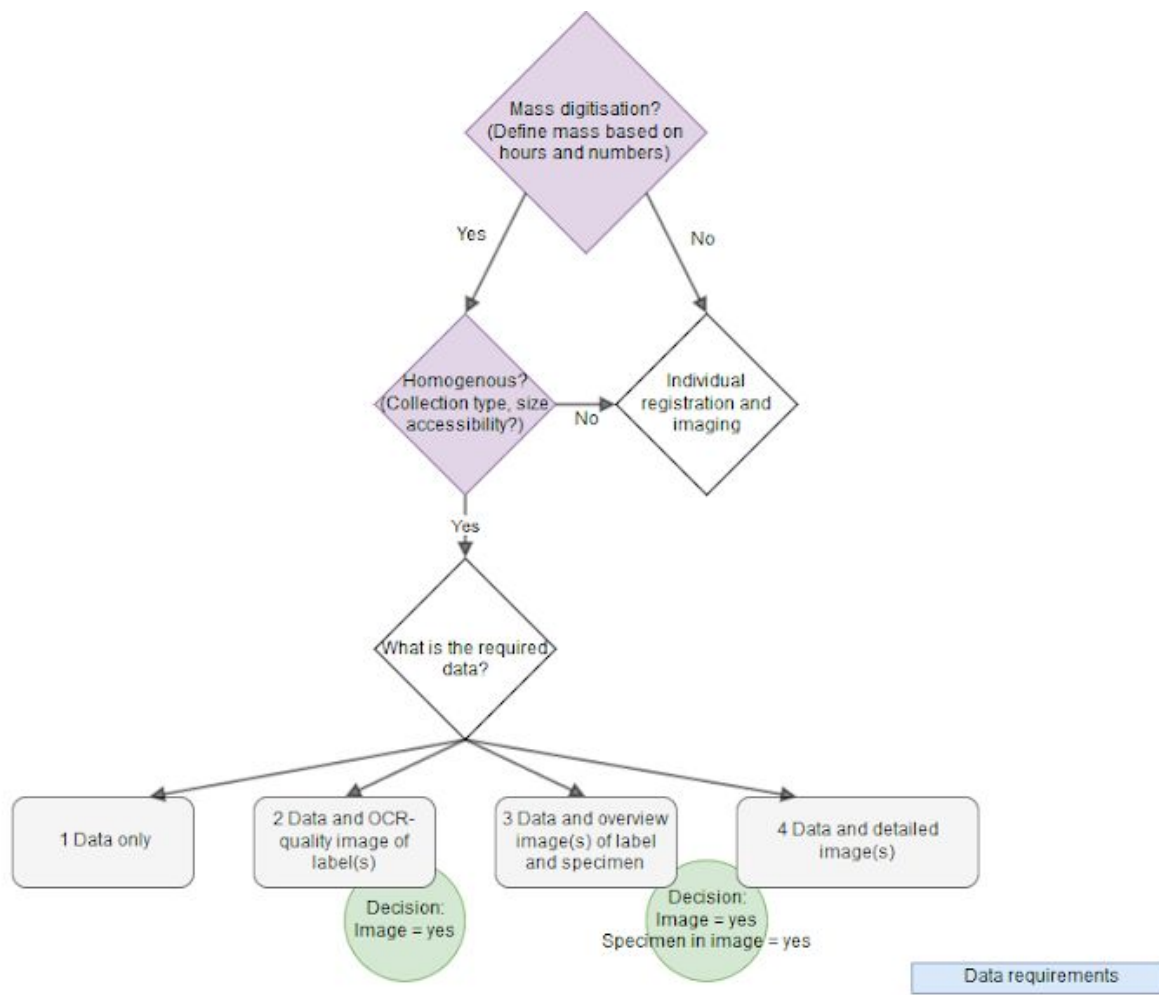 Mass digitisation?
(Define mass based on
hours and numbers)
Yes
No
Homogenous?
(Collection type, size
accessibility?)
No
Individual
registration and
imaging
Yes
What is the required
data?
1 Data only
2 Data and OCR-
quality image of
label(s)
3 Data and overview
image(s) of label
and specimen
4 Data and detailed
image(s)
Decision:
Image = yes
Decision:
Image = yes
Specimen in image = yes
Data requirements